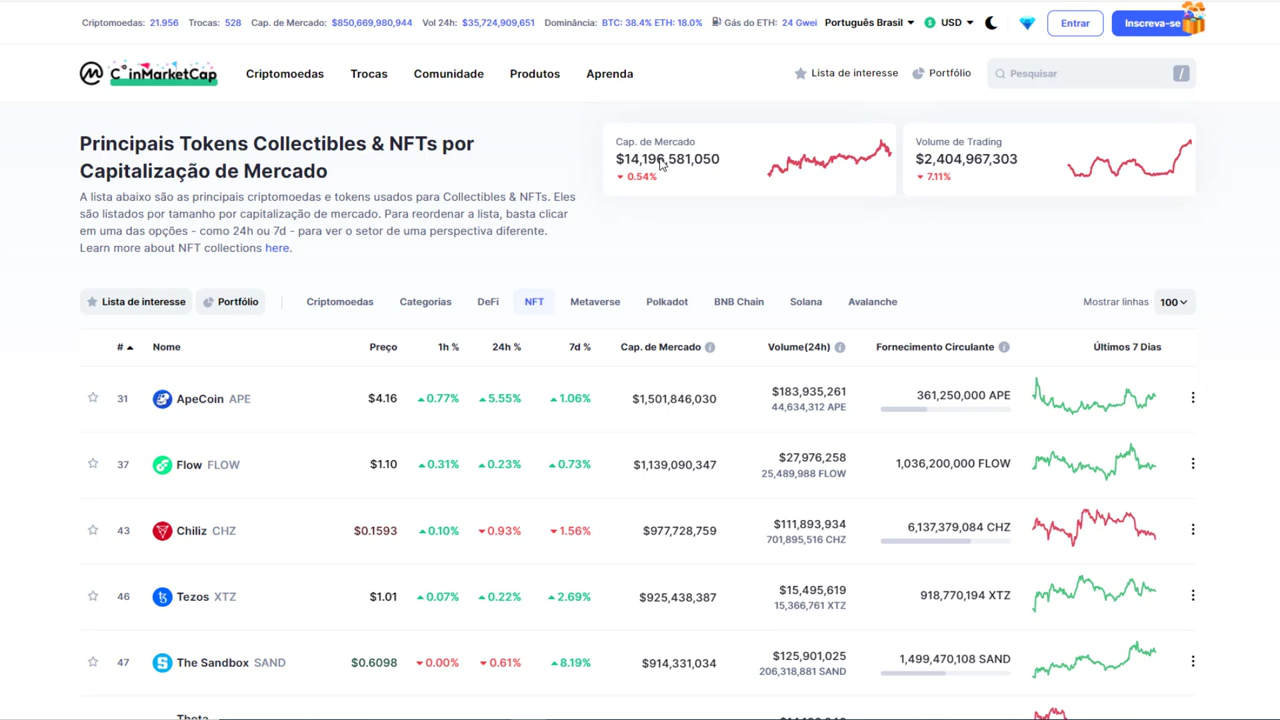 Criptomoedas: 21.956 Trocas: 528 Cap. de Mercado: $850,669,980,944 Vol 24h: $35,724,909,651 Dominância: BTC: 38.4% ETH: 18.0% Gás do ETH: 24 Gwei Português Brasil USD Entrar Inscreva-se
CoinMarketCap Criptomoedas Trocas Comunidade Produtos Aprenda Lista de interesse Portfólio Pesquisar /
Principais Tokens Collectibles & NFTs por
Capitalização de Mercado
A lista abaixo são as principais criptomoedas e tokens usados para Collectibles & NFTs. Eles
são listados por tamanho por capitalização de mercado. Para reordenar a lista, basta clicar
em uma das opções - como 24h ou 7d - para ver o setor de uma perspectiva diferente.
Learn more about NFT collections here.
Cap. de Mercado
$14,196,581,050
0.54%
Volume de Trading
$2,404,967,303
7.11%
Lista de interesse Portfólio Criptomoedas Categorias DeFi NFT Metaverse Polkadot BNB Chain Solana Avalanche Mostrar linhas 100
# Nome Preço 1h % 24h % 7d % Cap. de Mercado Volume(24h) Fornecimento Circulante Últimos 7 Dias
31 ApeCoin APE $4.16 0.77% 5.55% 1.06% $1,501,846,030 $183,935,261 361,250,000 APE
44,634,312 APE
37 Flow FLOW $1.10 0.31% 0.23% 0.73% $1,139,090,347 $27,976,258 1,036,200,000 FLOW
25,489,988 FLOW
43 Chiliz CHZ $0.1593 0.10% 0.93% 1.56% $977,728,759 $111,893,934 6,137,379,084 CHZ
701,895,516 CHZ
46 Tezos XTZ $1.01 0.07% 0.22% 2.69% $925,438,387 $15,495,619 918,770,194 XTZ
15,366,761 XTZ
47 The Sandbox SAND $0.6098 0.00% 0.61% 8.19% $914,331,034 $125,901,025 1,499,470,108 SAND
206,318,881 SAND
Theta